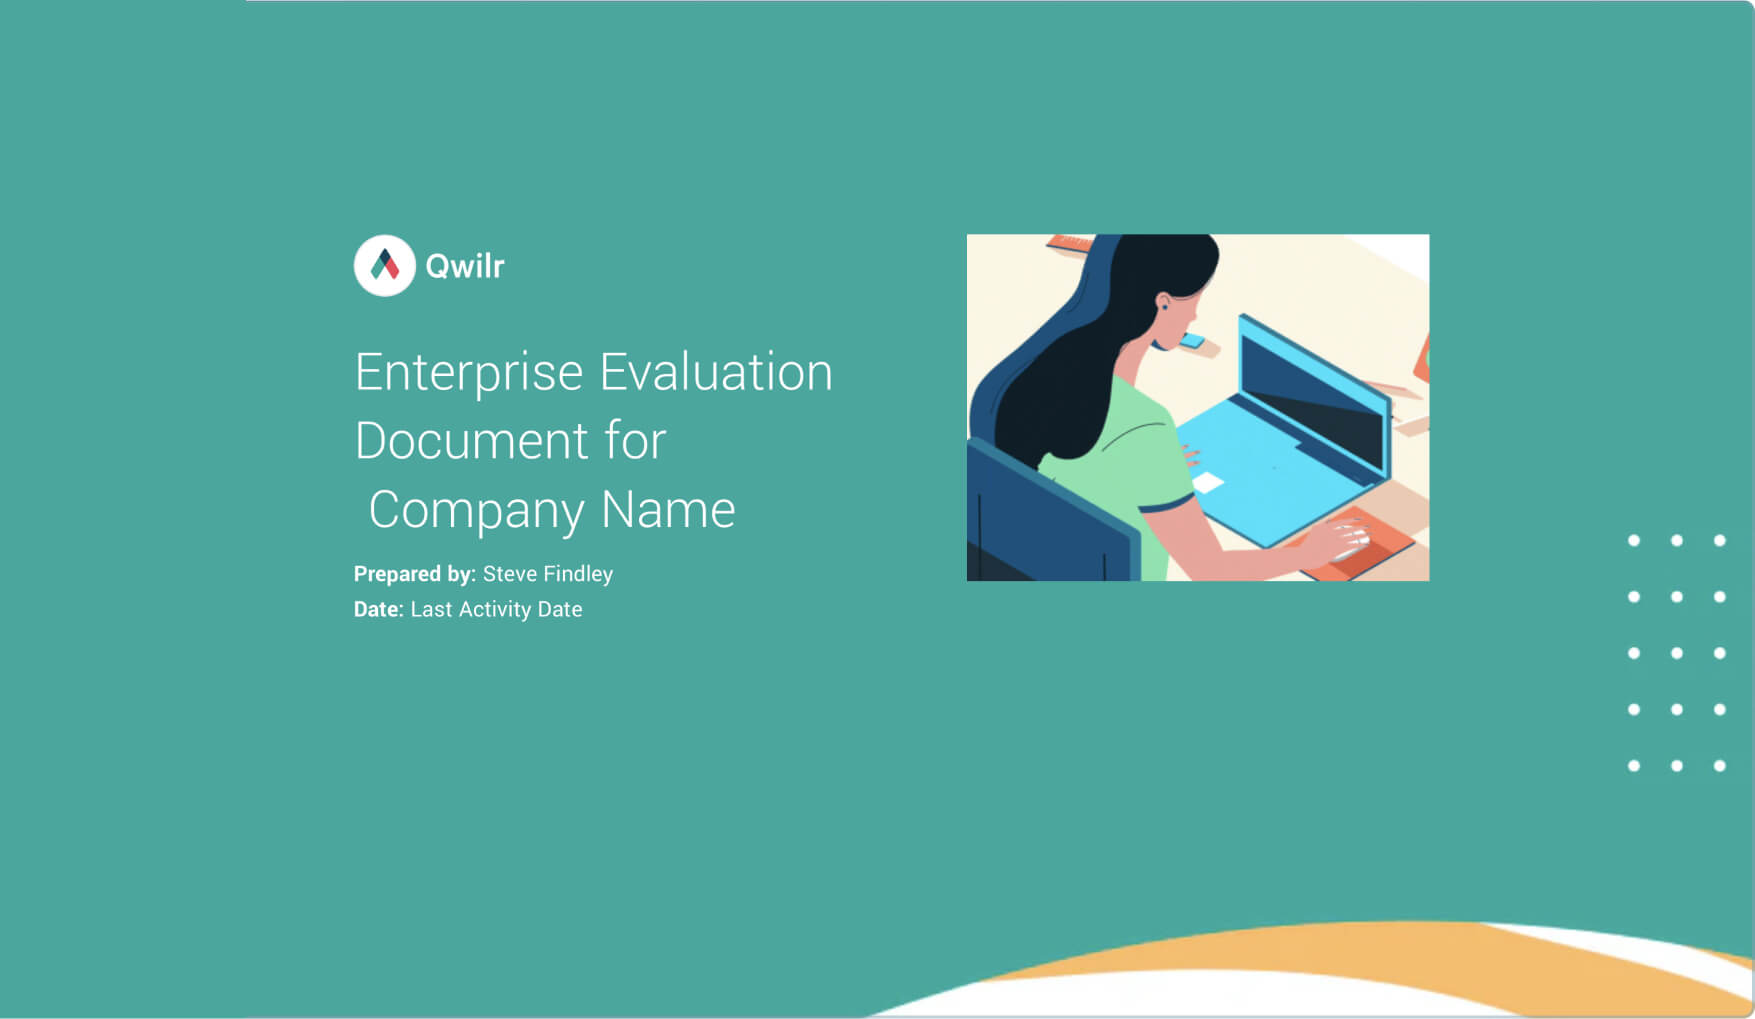 Qwilr
Enterprise Evaluation
Document for
Company Name
Prepared by: Steve Findley
Date: Last Activity Date